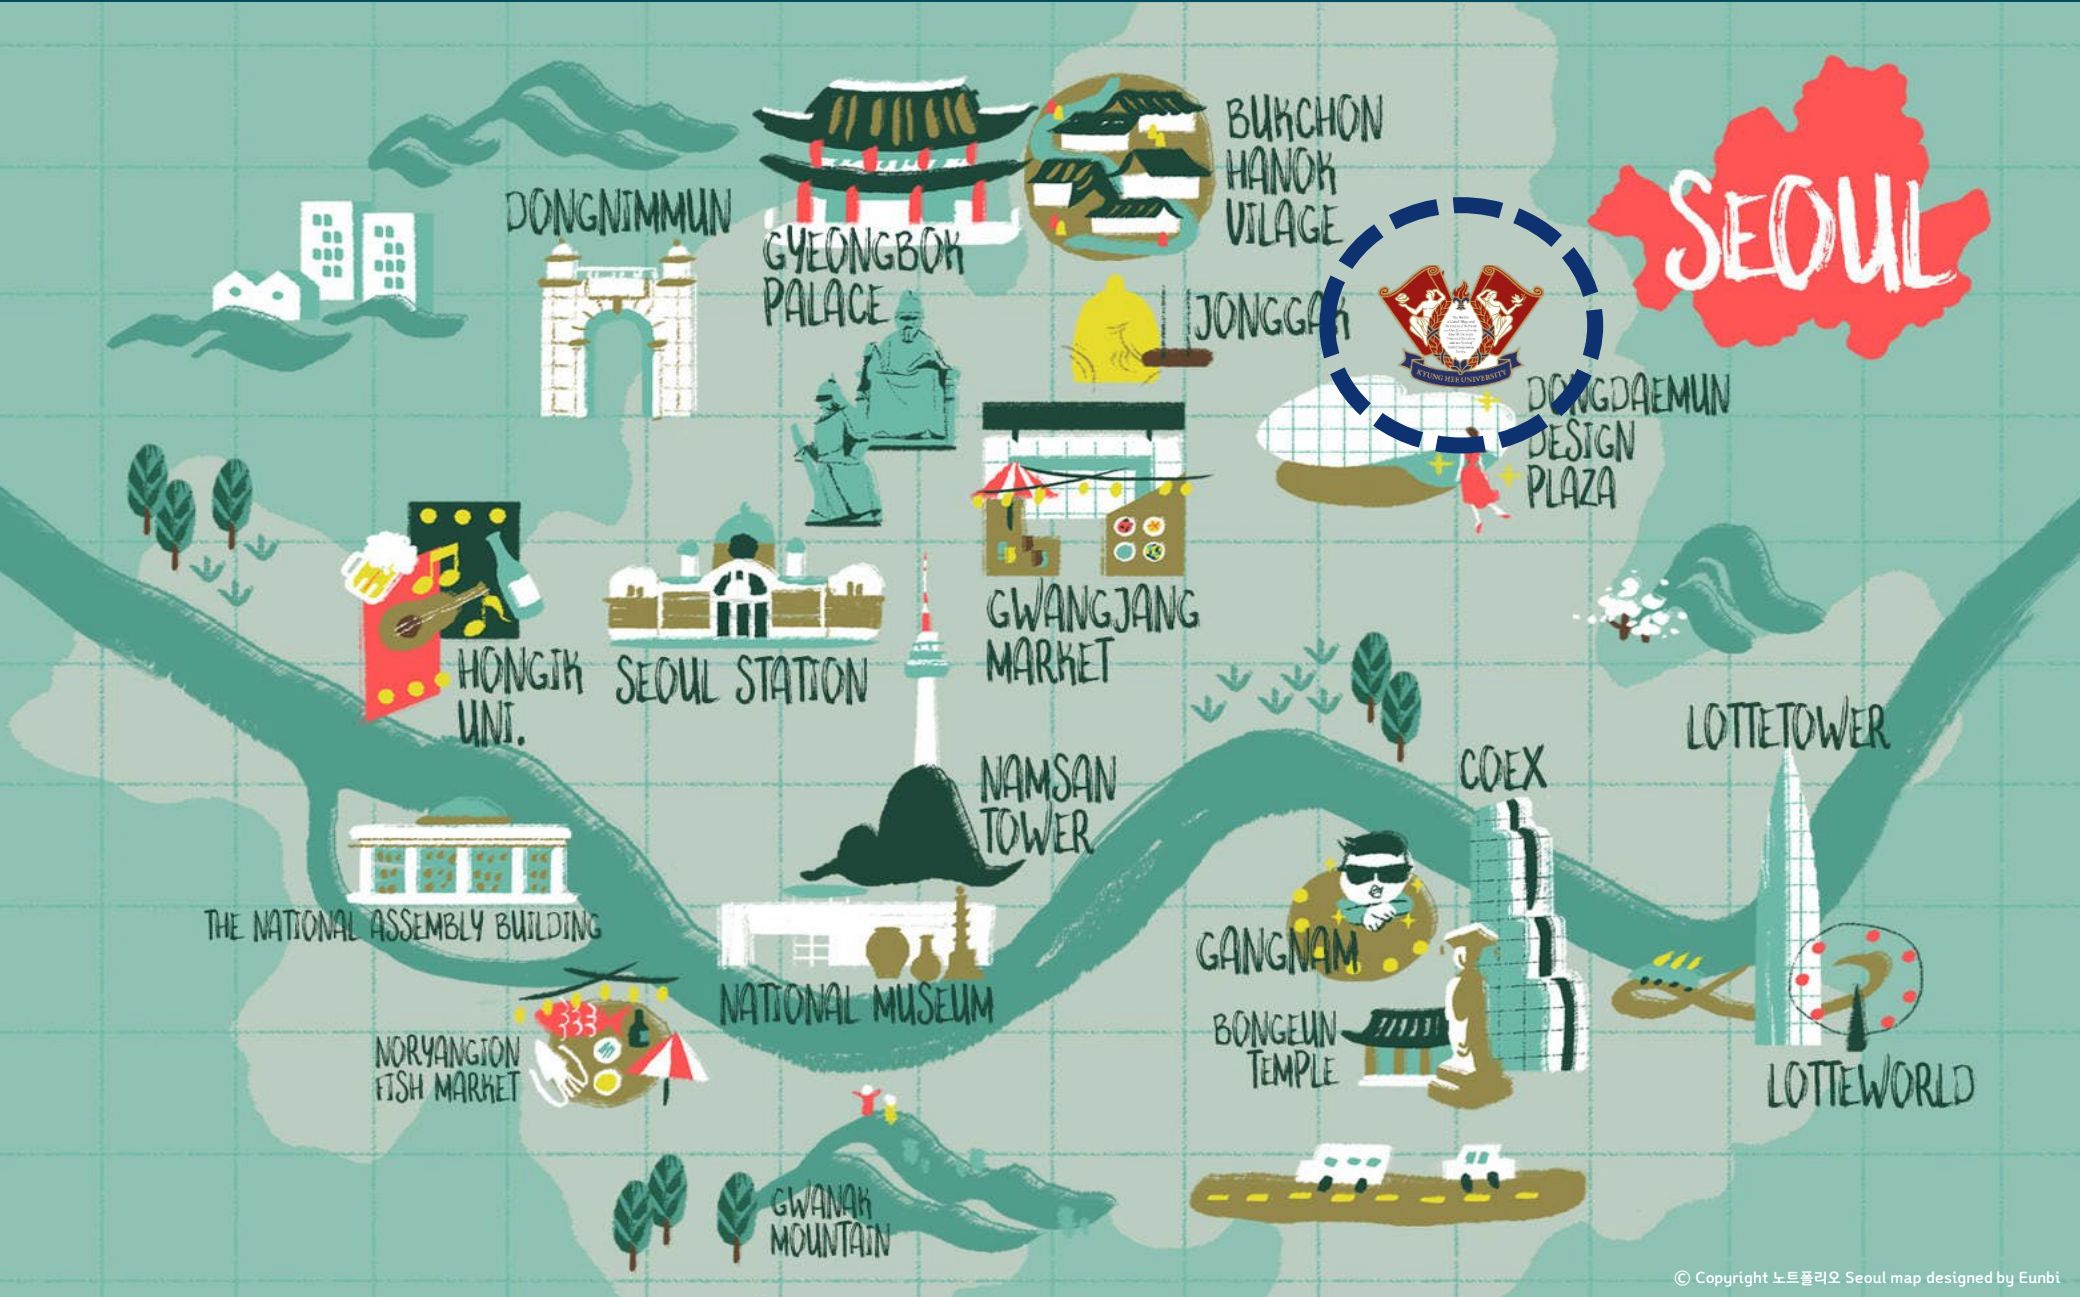 BUKCHON
HANOK
VILAGE
SEOUL
DONGNIMMUN
GYEONGBOK
PALACE
JONGGAK
KYUNG HEE UNIVERSITY
DONGDAEMUN
DESIGN
PLAZA
GWANGJANG
MARKET
HONGIK
UNI.
SEOUL STATION
NAMSAN
TOWER
LOTTETOWER
COEX
THE NATIONAL ASSEMBLY BUILDING
GANGNAM
NATIONAL MUSEUM
BONGEUN
TEMPLE
NORYANGION
FISH MARKET
LOTTEWORLD
GWANAK
MOUNTAIN
© Copyright 노트폴리오 Seoul map designed by Eunbi